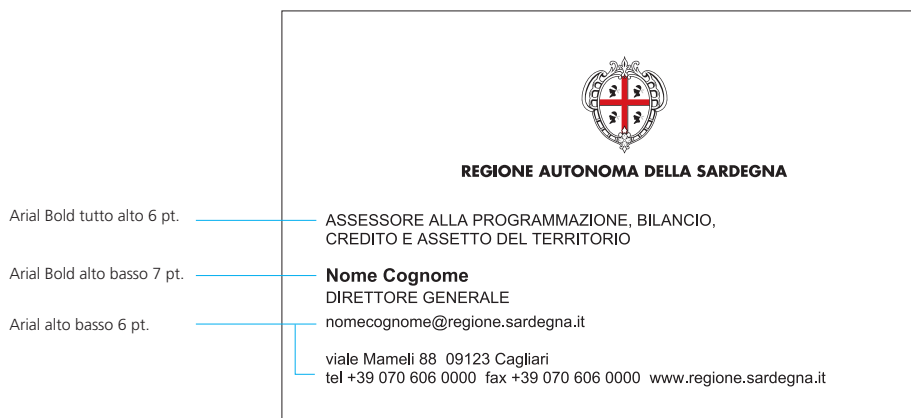 REGIONE AUTONOMA DELLA SARDEGNA
Arial Bold tutto alto 6 pt.
ASSESSORE ALLA PROGRAMMAZIONE, BILANCIO,
CREDITO E ASSETTO DEL TERRITORIO
Arial Bold alto basso 7 pt.
Nome Cognome
DIRETTORE GENERALE
Arial alto basso 6 pt.
nomecognome@regione.sardegna.it
viale Mameli 88 09123 Cagliari
tel +39 070 606 0000 fax +39 070 606 0000 www.regione.sardegna.it